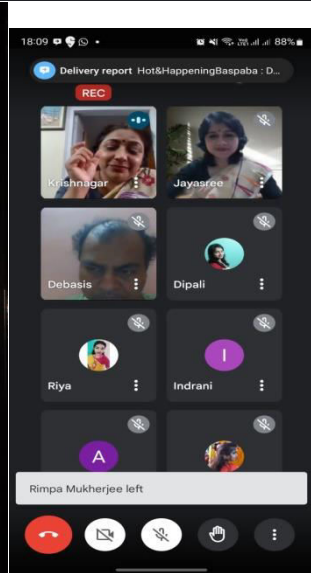 18:09 88%
Delivery report Hot&HappeningBaspaba : D...
REC
Krishnagar Jayasree
Debasis Dipali
Riya Indrani
I
A
Rimpa Mukherjee left